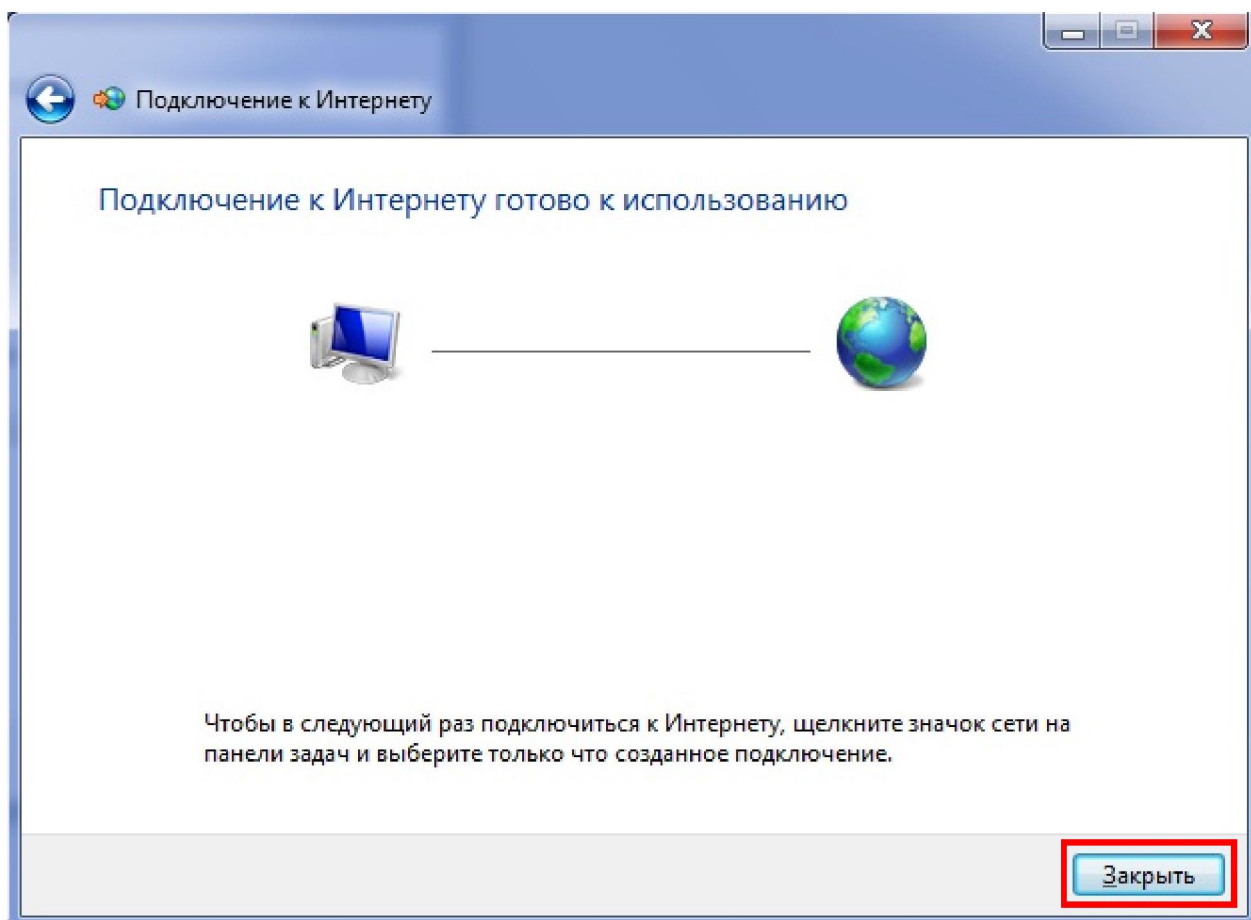 Подключение к Интернету
Подключение к Интернету готово к использованию
Чтобы в следующий раз подключиться к Интернету, щелкните значок сети на
панели задач и выберите только что созданное подключение.
Закрыть